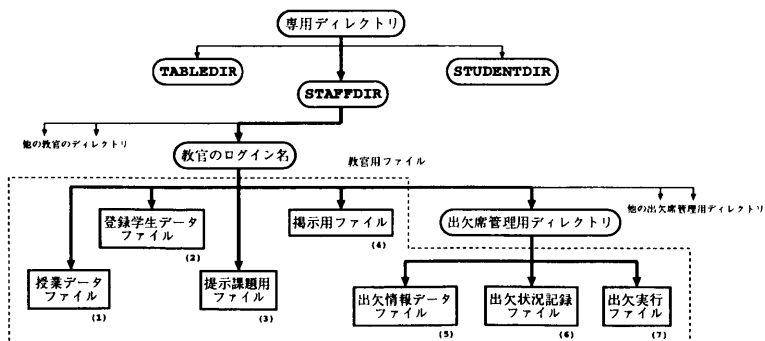 専用ディレクトリ
TABLEDIR
STUDENTDIR
STAFFDIR
他の教官のディレクトリ
教官のログイン名
教官用ファイル
登録学生データ
ファイル
(2)
掲示用ファイル
(4)
出欠席管理用ディレクトリ
他の出欠席管理用ディレクトリ
授業データ
ファイル
(1)
提示課題用
ファイル
(3)
出欠情報データ
ファイル
(5)
出欠状況記録
ファイル
(6)
出欠実行
ファイル
(7)